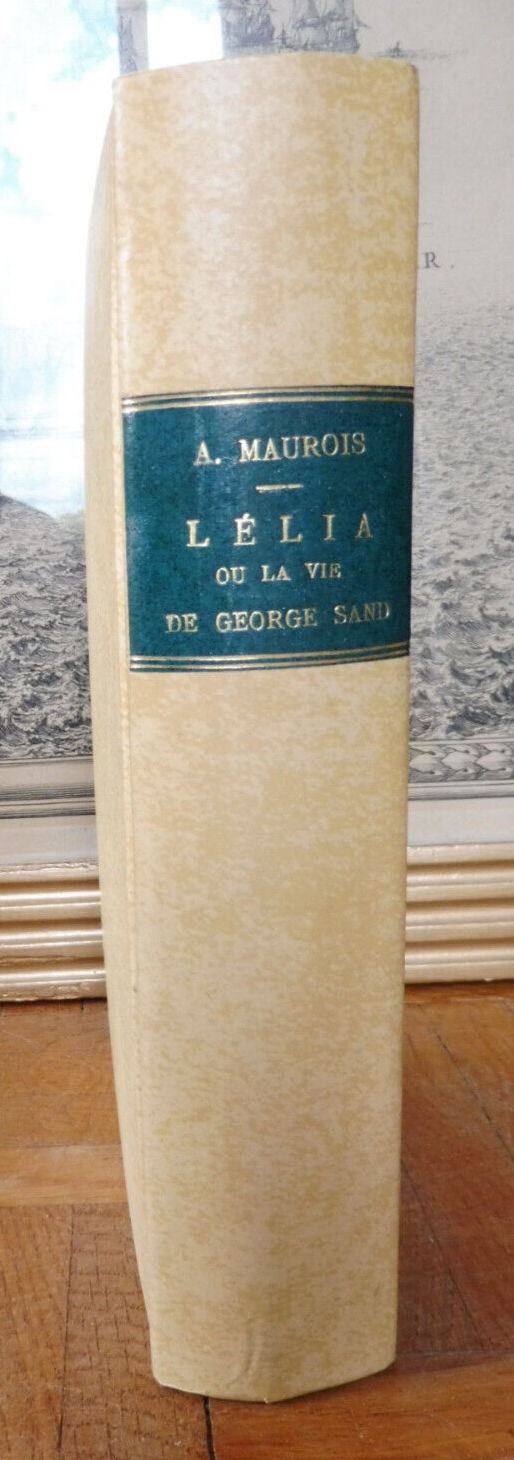 A. MAUROIS
LÉLIA
OU LA VIE
DE GEORGE SAND
R.